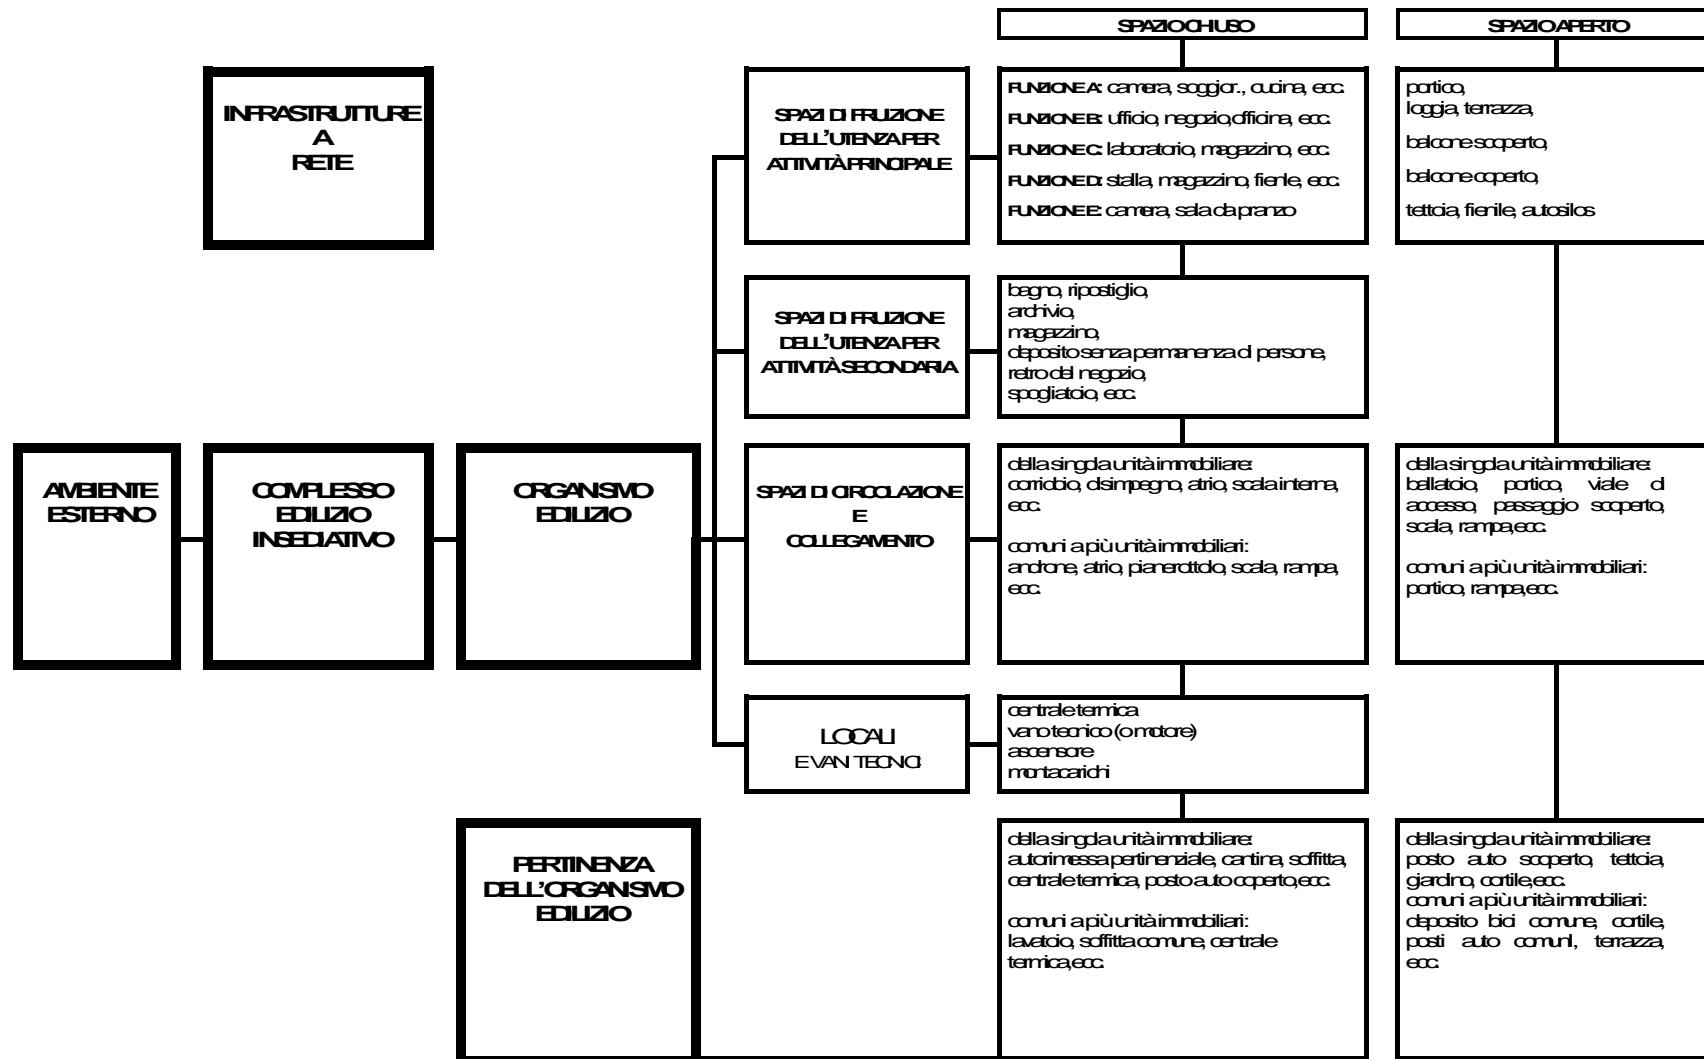 SPAZIO CHIUSO
SPAZIO APERTO
INFRASTRUTTURE
A
RETE
SPAZI DI FRUIZIONE
DELL'UTENZA PER
ATTIVITÀ PRINCIPALE
FUNZIONE A: camera, soggior., cucina, ecc.
FUNZIONE B: ufficio, negozio, officina, ecc.
FUNZIONE C: laboratorio, magazzino, ecc.
FUNZIONE D: stalla, magazzino, fienle, ecc.
FUNZIONE E: camera, sala da pranzo
portico,
loggia, terrazza,
balcone scoperto,
balcone coperto,
tettoia, fienile, autosilos
SPAZI DI FRUIZIONE
DELL'UTENZA PER
ATTIVITÀ SECONDARIA
bagno, ripostiglio,
archivio,
magazzino,
deposito senza permanenza di persone,
retro del negozio,
spogliatoio, ecc.
AMBIENTE
ESTERNO
COMPLESSO
EDILIZIO
INSEDIATIVO
ORGANISMO
EDILIZIO
SPAZI DI CIRCOLAZIONE
E
COLLEGAMENTO
della singola unità immobiliare:
corridoio, disimpegno, atrio, scala interna,
ecc.
comuni a più unità immobiliari:
androne, atrio, pianerottolo, scala, rampa,
ecc.
della singola unità immobiliare:
ballatoio, portico, viale di
accesso, passaggio scoperto,
scala, rampa, ecc.
comuni a più unità immobiliari:
portico, rampa, ecc.
LOCALI
E VANI TECNICI
centrale termica
vano tecnico (o motore)
ascensore
montacarichi
PERTINENZA
DELL'ORGANISMO
EDILIZIO
della singola unità immobiliare:
autorimessa pertinenziale, cantina, soffitta,
centrale termica, posto auto coperto, ecc.
comuni a più unità immobiliari:
lavatoio, soffitta comune, centrale
termica, ecc.
della singola unità immobiliare:
posto auto scoperto, tettoia,
giardino, cortile, ecc.
comuni a più unità immobiliari:
deposito bici comune, cortile,
posti auto comuni, terrazza,
ecc.